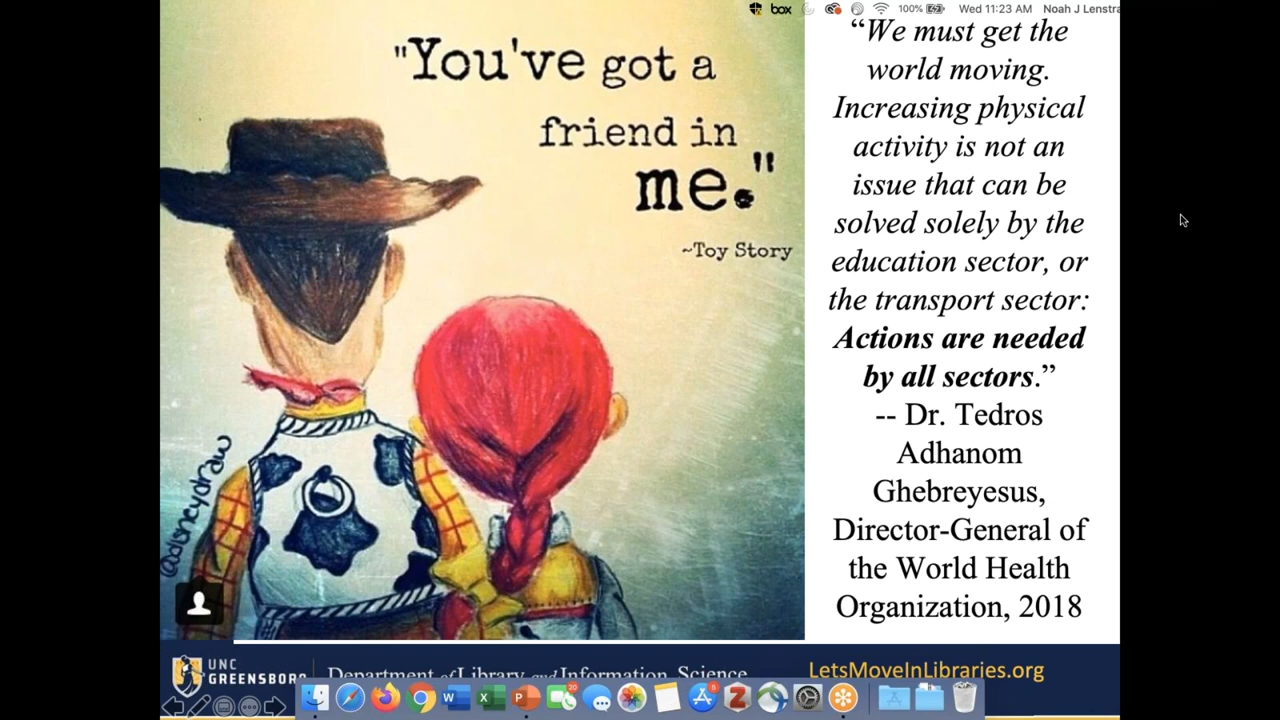 box
100%
Wed 11:23 AM
Noah J Lenstra
"You've got a
friend in
me."
~Toy Story
@adisneydraw
“We must get the
world moving.
Increasing physical
activity is not an
issue that can be
solved solely by the
education sector, or
the transport sector:
Actions are needed
by all sectors.”
-- Dr. Tedros
Adhanom
Ghebreyesus,
Director-General of
the World Health
Organization, 2018
UNC
GREENSBORO
Department of Library and Information Science
LetsMoveInLibraries.org
20